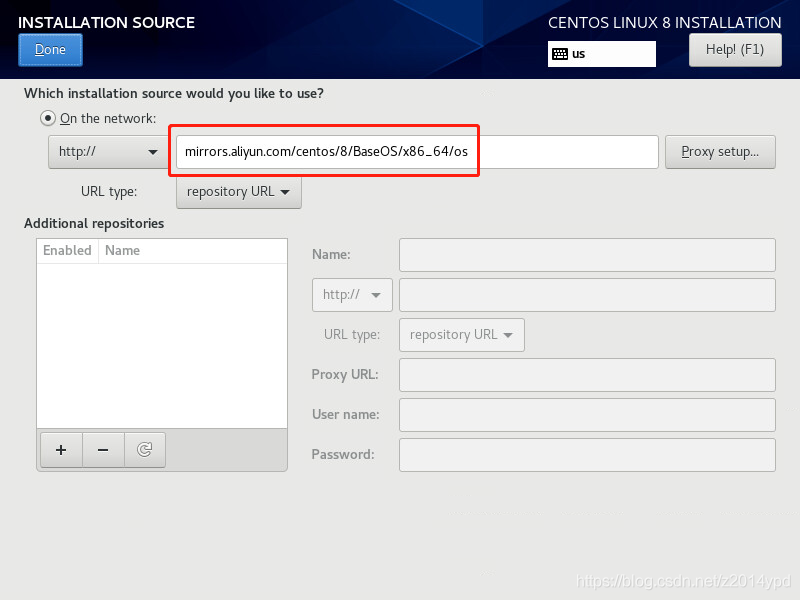 INSTALLATION SOURCE
CENTOS LINUX 8 INSTALLATION
Done
us
Help! (F1)
Which installation source would you like to use?
On the network:
http://
mirrors.aliyun.com/centos/8/BaseOS/x86_64/os
Proxy setup...
URL type:
repository URL
Additional repositories
Enabled
Name
Name:
http://
URL type:
repository URL
Proxy URL:
User name:
Password:
https://blog.csdn.net/z2014ypd